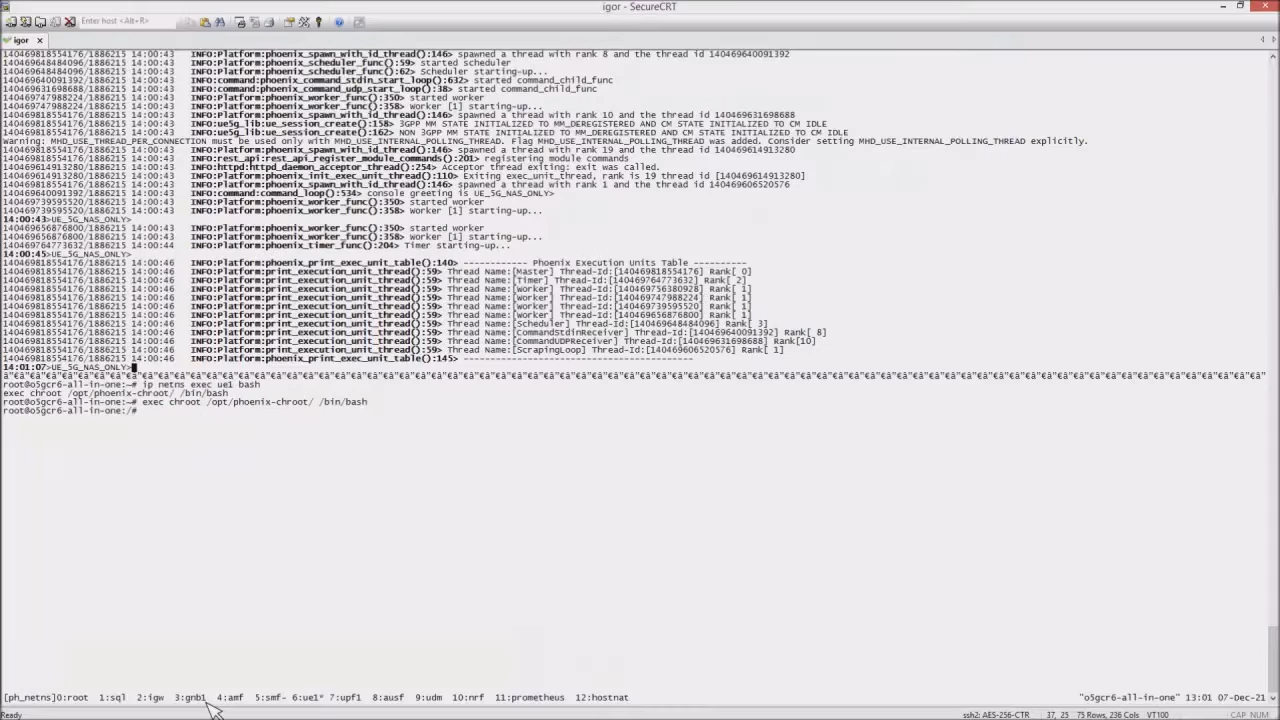 igor - SecureCRT
Enter host <Alt+R>
igor
140469818554176/1886215 14:00:43 INFO:Platform:phoenix_spawn_with_id_thread():146> spawned a thread with rank 8 and the thread id 140469640091392
140469648484096/1886215 14:00:43 INFO:Platform:phoenix_scheduler_func():59> started scheduler
140469648484096/1886215 14:00:43 INFO:Platform:phoenix_scheduler_func():62> Scheduler starting-up...
140469640091392/1886215 14:00:43 INFO:command:phoenix_command_stdin_start_loop():632> started command_child_func
140469631698688/1886215 14:00:43 INFO:command:phoenix_command_udp_start_loop():38> started command_child_func
140469747988224/1886215 14:00:43 INFO:Platform:phoenix_worker_func():350> started worker
140469747988224/1886215 14:00:43 INFO:Platform:phoenix_worker_func():358> worker [1] starting-up...
140469818554176/1886215 14:00:43 INFO:Platform:phoenix_spawn_with_id_thread():146> spawned a thread with rank 10 and the thread id 140469631698688
140469818554176/1886215 14:00:43 INFO:ue5g_lib:ue_session_create():158> 3GPP MM STATE INITIALIZED TO MM_DEREGISTERED AND CM STATE INITIALIZED TO CM IDLE
140469818554176/1886215 14:00:43 INFO:ue5g_lib:ue_session_create():162> NON 3GPP MM STATE INITIALIZED TO MM_DEREGISTERED AND CM STATE INITIALIZED TO CM IDLE
Warning: MHD_USE_THREAD_PER_CONNECTION must be used only with MHD_USE_INTERNAL_POLLING_THREAD. Flag MHD_USE_INTERNAL_POLLING_THREAD was added. Consider setting MHD_USE_INTERNAL_POLLING_THREAD explicitly.
140469818554176/1886215 14:00:43 INFO:Platform:phoenix_spawn_with_id_thread():146> spawned a thread with rank 19 and the thread id 140469614913280
140469818554176/1886215 14:00:43 INFO:rest_api:rest_api_register_module_commands():201> registering module commands
140469614913280/1886215 14:00:43 INFO:httpd:httpd_daemon_acceptor_thread():254> Acceptor thread exiting: exit was called.
140469614913280/1886215 14:00:43 INFO:Platform:phoenix_init_exec_unit_thread():110> Exiting exec_unit_thread, rank is 19 thread id [140469614913280]
140469818554176/1886215 14:00:43 INFO:Platform:phoenix_spawn_with_id_thread():146> spawned a thread with rank 1 and the thread id 140469606520576
140469818554176/1886215 14:00:43 INFO:command:command_loop():534> console greeting is UE_5G_NAS_ONLY>
140469739595520/1886215 14:00:43 INFO:Platform:phoenix_worker_func():350> started worker
140469739595520/1886215 14:00:43 INFO:Platform:phoenix_worker_func():358> worker [1] starting-up...
14:00:43>UE_5G_NAS_ONLY>
140469656876800/1886215 14:00:43 INFO:Platform:phoenix_worker_func():350> started worker
140469656876800/1886215 14:00:43 INFO:Platform:phoenix_worker_func():358> worker [1] starting-up...
140469764773632/1886215 14:00:44 INFO:Platform:phoenix_timer_func():204> Timer starting-up...
14:00:45>UE_5G_NAS_ONLY>
140469818554176/1886215 14:00:46 INFO:Platform:phoenix_print_exec_unit_table():140> ------------ Phoenix Execution Units Table ----------
140469818554176/1886215 14:00:46 INFO:Platform:print_execution_unit_thread():59> Thread Name:[Master] Thread-Id:[140469818554176] Rank[ 0]
140469818554176/1886215 14:00:46 INFO:Platform:print_execution_unit_thread():59> Thread Name:[Timer] Thread-Id:[140469764773632] Rank[ 2]
140469818554176/1886215 14:00:46 INFO:Platform:print_execution_unit_thread():59> Thread Name:[Worker] Thread-Id:[140469756380928] Rank[ 1]
140469818554176/1886215 14:00:46 INFO:Platform:print_execution_unit_thread():59> Thread Name:[Worker] Thread-Id:[140469747988224] Rank[ 1]
140469818554176/1886215 14:00:46 INFO:Platform:print_execution_unit_thread():59> Thread Name:[Worker] Thread-Id:[140469739595520] Rank[ 1]
140469818554176/1886215 14:00:46 INFO:Platform:print_execution_unit_thread():59> Thread Name:[Worker] Thread-Id:[140469656876800] Rank[ 1]
140469818554176/1886215 14:00:46 INFO:Platform:print_execution_unit_thread():59> Thread Name:[Scheduler] Thread-Id:[140469648484096] Rank[ 3]
140469818554176/1886215 14:00:46 INFO:Platform:print_execution_unit_thread():59> Thread Name:[CommandStdinReceiver] Thread-Id:[140469640091392] Rank[ 8]
140469818554176/1886215 14:00:46 INFO:Platform:print_execution_unit_thread():59> Thread Name:[CommandUDPReceiver] Thread-Id:[140469631698688] Rank[10]
140469818554176/1886215 14:00:46 INFO:Platform:print_execution_unit_thread():59> Thread Name:[ScrapingLoop] Thread-Id:[140469606520576] Rank[ 1]
140469818554176/1886215 14:00:46 INFO:Platform:phoenix_print_exec_unit_table():145> -------------------------------------------
14:01:07>UE_5G_NAS_ONLY>
root@o5gcr6-all-in-one:~# ip netns exec ue1 bash
exec chroot /opt/phoenix-chroot/ /bin/bash
root@o5gcr6-all-in-one:~# exec chroot /opt/phoenix-chroot/ /bin/bash
root@o5gcr6-all-in-one:/#
[ph_netns]0:root 1:sql 2:igw 3:gnb1 4:amf 5:smf- 6:ue1* 7:upf1 8:ausf 9:udm 10:nrf 11:prometheus 12:hostnat "o5gcr6-all-in-one" 13:01 07-Dec-21
Ready ssh2: AES-256-CTR 37, 25 75 Rows, 236 Cols VT100 CAP NUM